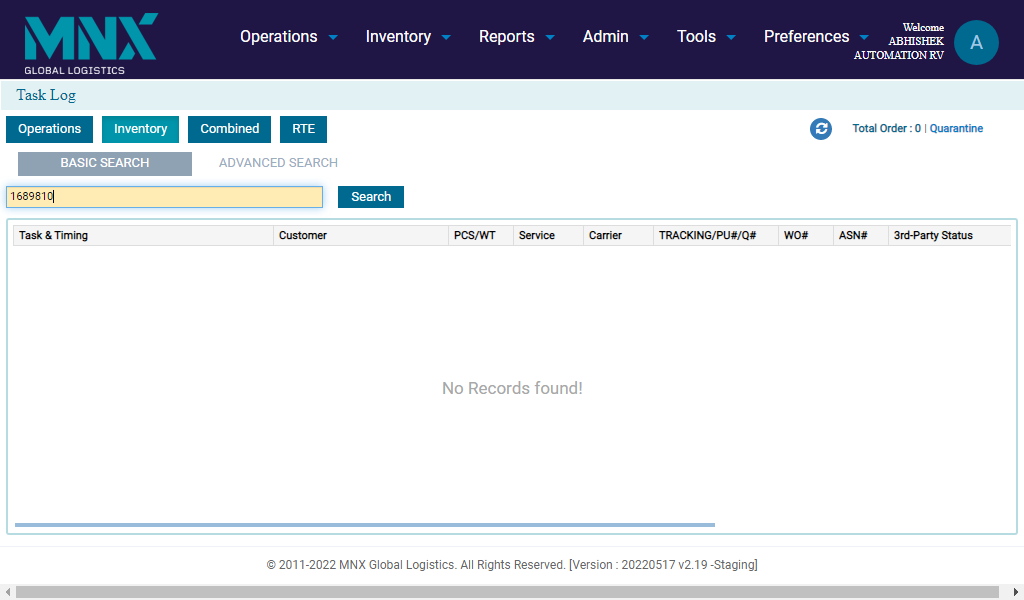 MNX
GLOBAL LOGISTICS
Operations Inventory Reports Admin Tools Preferences
Welcome
ABHISHEK
AUTOMATION RV
A
Task Log
Operations Inventory Combined RTE
Total Order : 0 | Quarantine
BASIC SEARCH ADVANCED SEARCH
1689810 Search
Task & Timing Customer PCS/WT Service Carrier TRACKING/PU#/Q# WO# ASN# 3rd-Party Status
No Records found!
© 2011-2022 MNX Global Logistics. All Rights Reserved. [Version : 20220517 v2.19 -Staging]